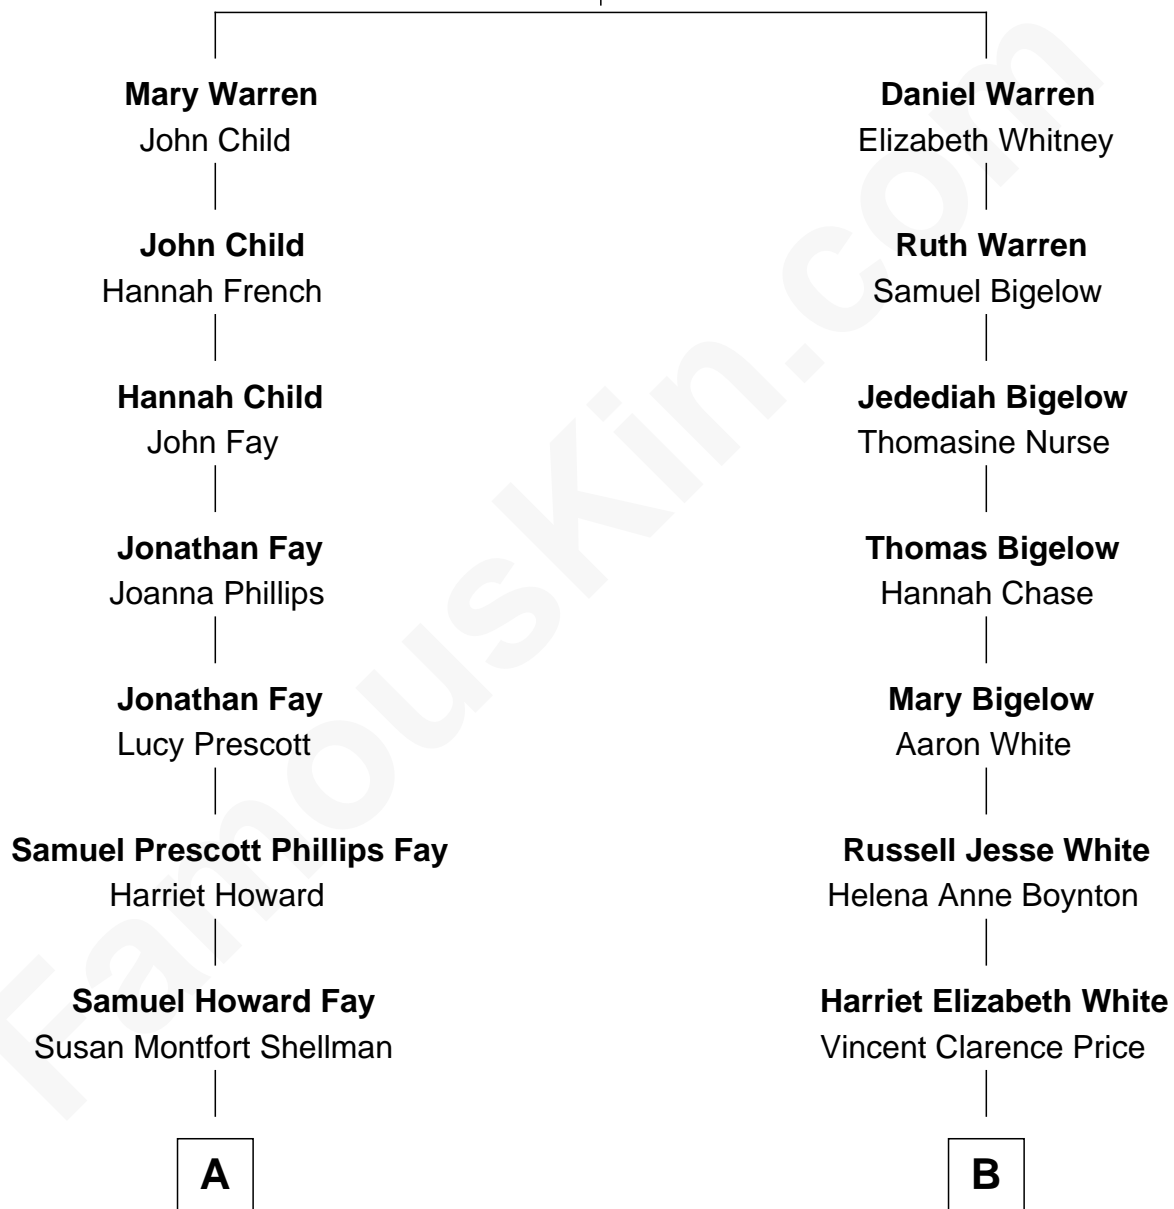 Mary Warren
John Child
John Child
Hannah French
Hannah Child
John Fay
Jonathan Fay
Joanna Phillips
Jonathan Fay
Lucy Prescott
Samuel Prescott Phillips Fay
Harriet Howard
Samuel Howard Fay
Susan Montfort Shellman
A
Daniel Warren
Elizabeth Whitney
Ruth Warren
Samuel Bigelow
Jedediah Bigelow
Thomasine Nurse
Thomas Bigelow
Hannah Chase
Mary Bigelow
Aaron White
Russell Jesse White
Helena Anne Boynton
Harriet Elizabeth White
Vincent Clarence Price
B
FamousKin.com